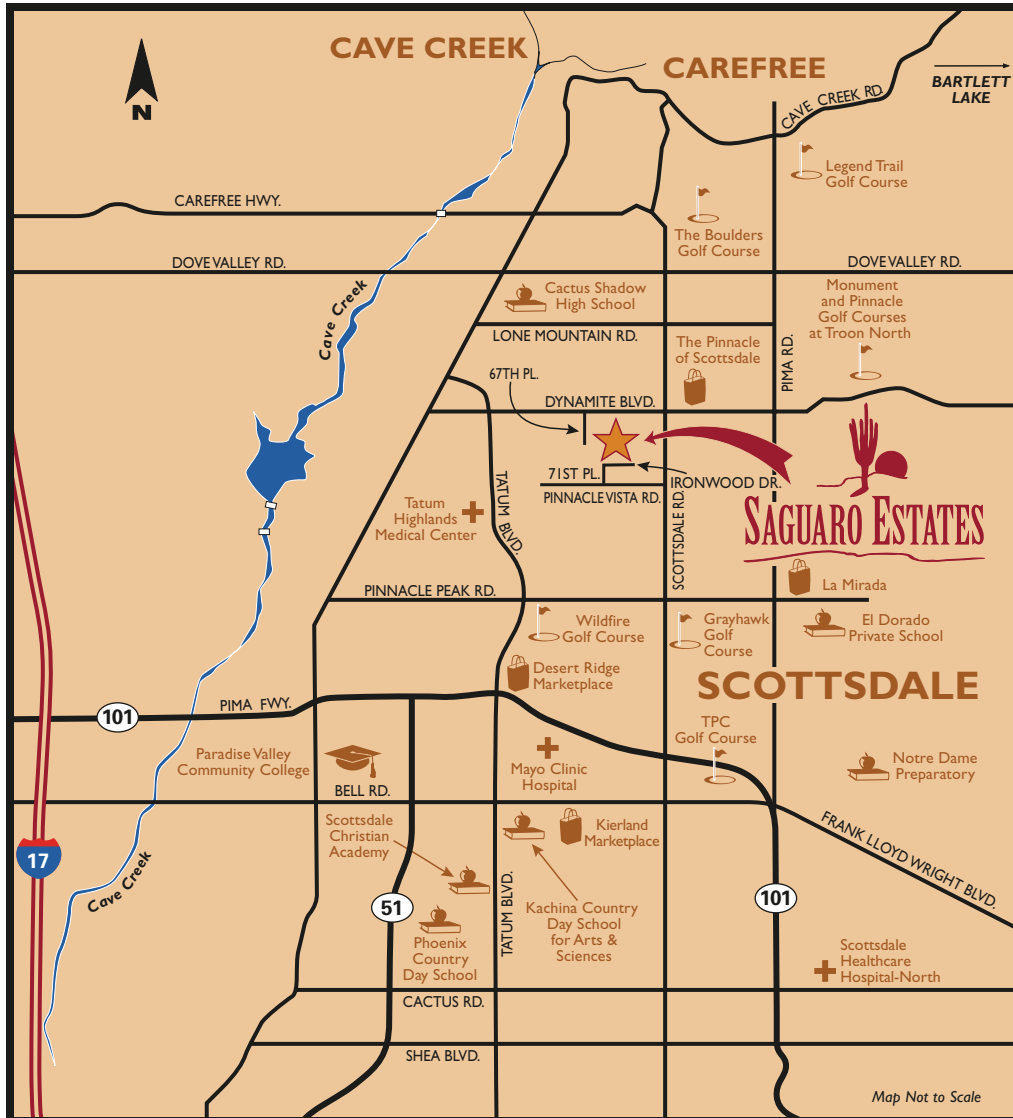 CAVE CREEK
CAREFREE
BARTLETT
LAKE
N
CAVE CREEK RD.
Legend Trail
Golf Course
CAREFREE HWY.
The Boulders
Golf Course
DOVE VALLEY RD.
DOVE VALLEY RD.
Cave Creek
Cactus Shadow
High School
Monument
and Pinnacle
Golf Courses
at Troon North
LONE MOUNTAIN RD.
The Pinnacle
of Scottsdale
PIMA RD.
67TH PL.
DYNAMITE BLVD.
71ST PL.
IRONWOOD DR.
PINNACLE VISTA RD.
SCOTTSDALE RD.
SAGUARO ESTATES
TATUM BLVD.
Tatum
Highlands
Medical Center
La Mirada
PINNACLE PEAK RD.
Wildfire
Golf Course
Grayhawk
Golf
Course
El Dorado
Private School
Desert Ridge
Marketplace
SCOTTSDALE
101
PIMA FWY.
TPC
Golf Course
Paradise Valley
Community College
Mayo Clinic
Hospital
Notre Dame
Preparatory
BELL RD.
Scottsdale
Christian
Academy
Kierland
Marketplace
FRANK LLOYD WRIGHT BLVD.
17
Cave Creek
51
TATUM BLVD.
Kachina Country
Day School
for Arts &
Sciences
101
Phoenix
Country
Day School
Scottsdale
Healthcare
Hospital-North
CACTUS RD.
SHEA BLVD.
Map Not to Scale